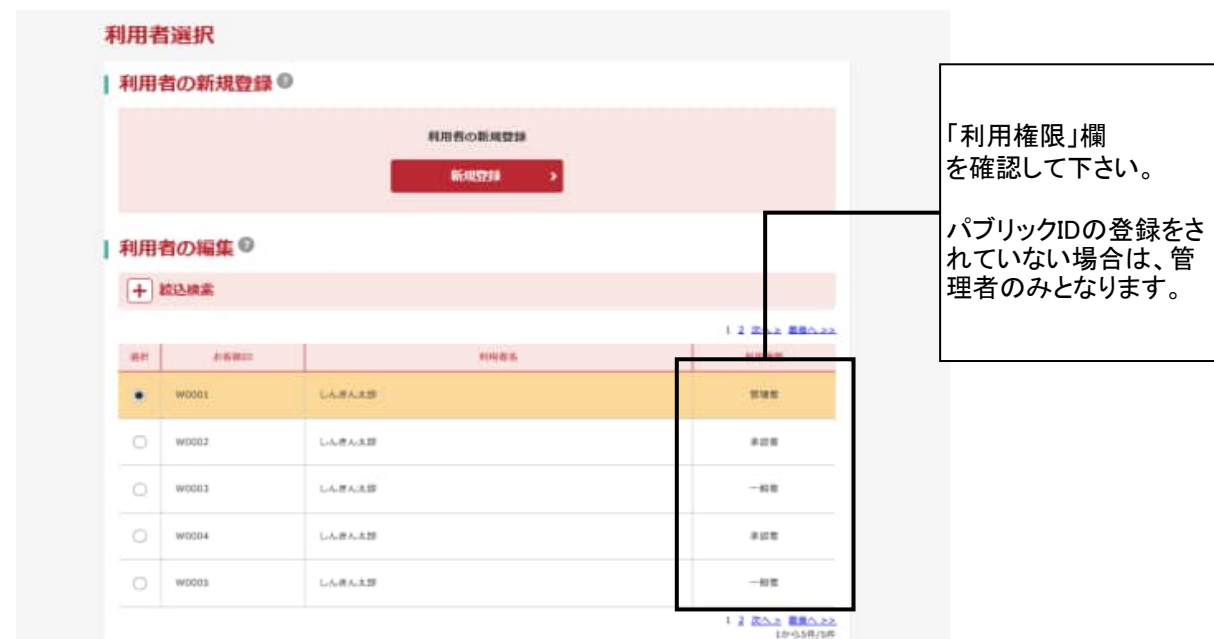 利用者選択
利用者の新規登録 ?
利用者の新規登録
新規登録 >
利用者の編集 ?
+ 絞込検索
1 2 次へ > 最後へ >>
選択 お客様ID 利用者名 利用権限
W0001 しんきん太郎 管理者
W0002 しんきん太郎 承認者
W0003 しんきん太郎 一般者
W0004 しんきん太郎 承認者
W0005 しんきん太郎 一般者
1 2 次へ > 最後へ >>
1から5件/5件
「利用権限」欄
を確認して下さい。
パブリックIDの登録をさ
れていない場合は、管
理者のみとなります。